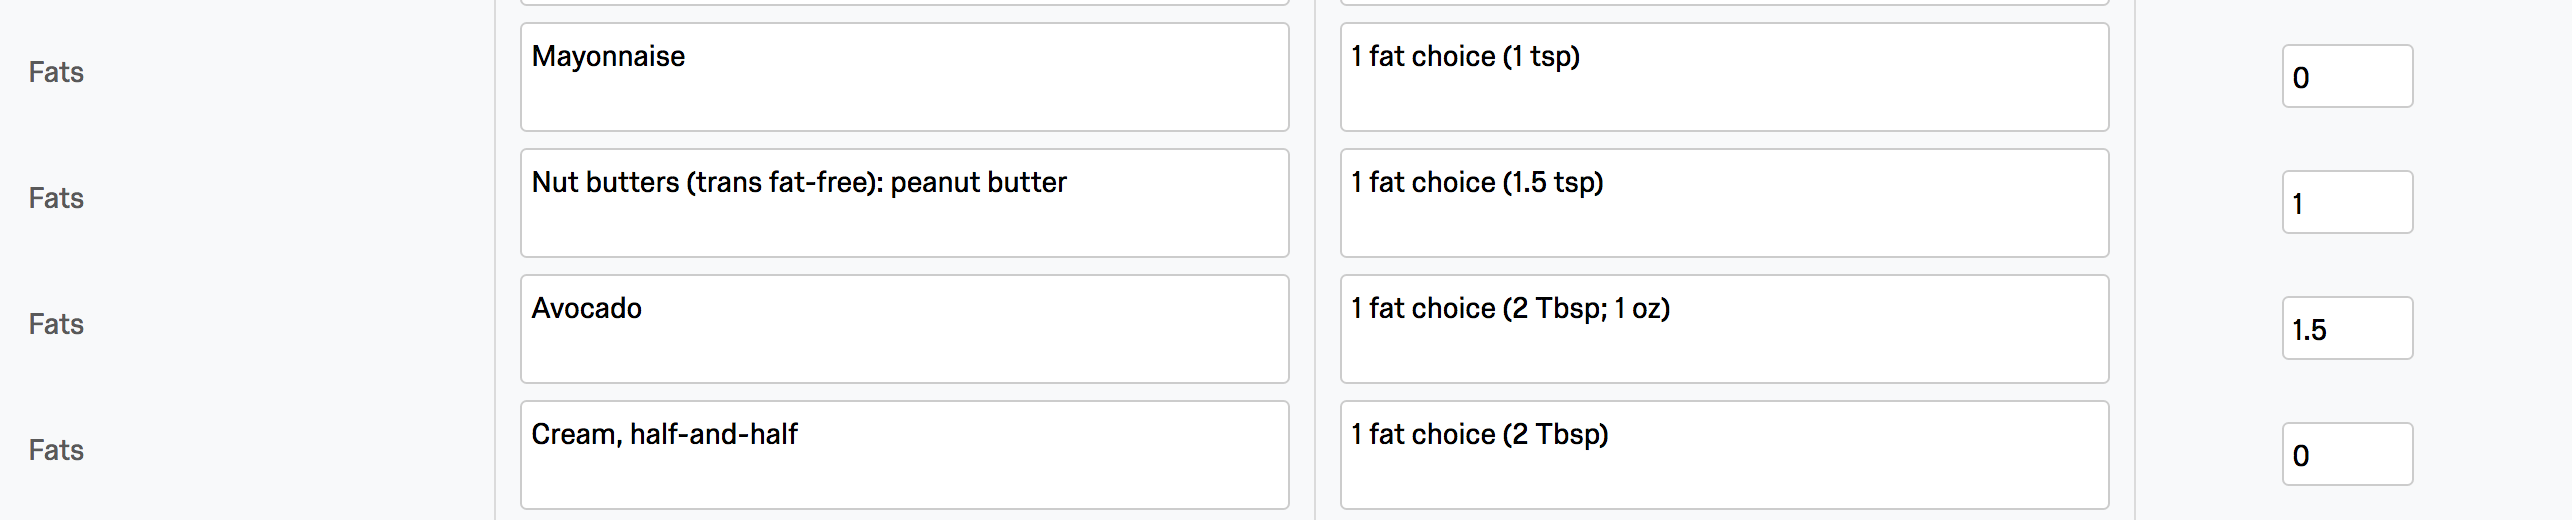 Fats Mayonnaise 1 fat choice (1 tsp) 0
Fats Nut butters (trans fat-free): peanut butter 1 fat choice (1.5 tsp) 1
Fats Avocado 1 fat choice (2 Tbsp; 1 oz) 1.5
Fats Cream, half-and-half 1 fat choice (2 Tbsp) 0